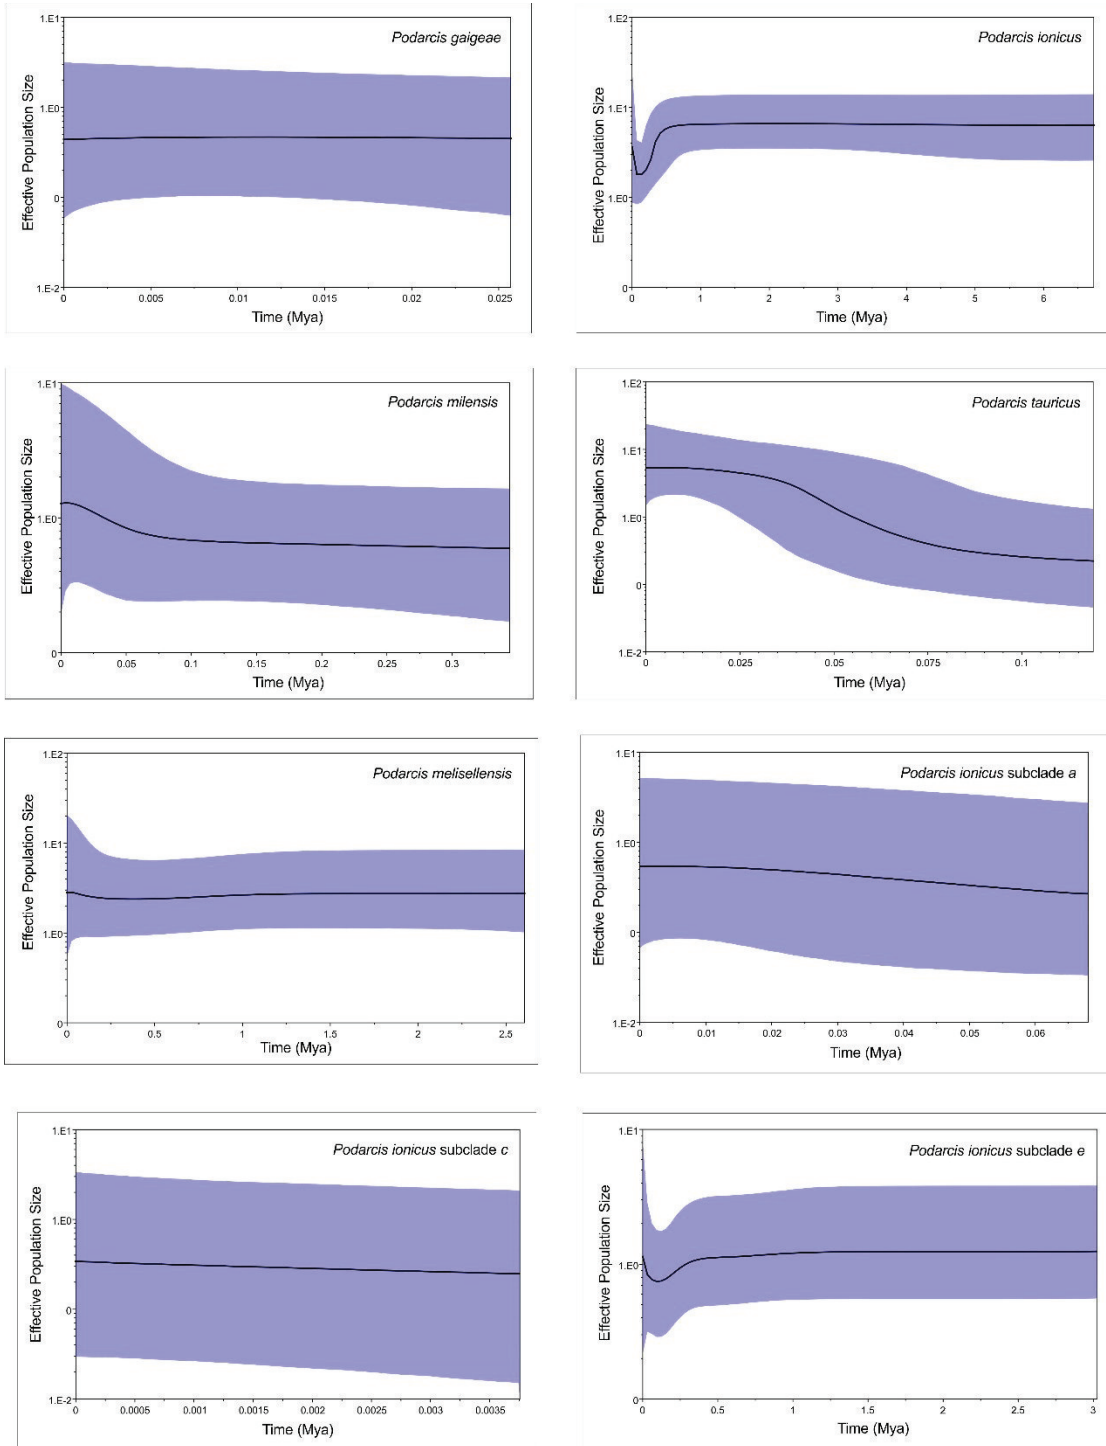 Podarcis gaigeae
Effective Population Size
1.E1
1.E0
0
1.E-2
0 0.005 0.01 0.015 0.02 0.025
Time (Mya)
Podarcis ionicus
Effective Population Size
1.E2
1.E1
1.E0
0
0 1 2 3 4 5 6
Time (Mya)
Podarcis milensis
Effective Population Size
1.E1
1.E0
0
0 0.05 0.1 0.15 0.2 0.25 0.3
Time (Mya)
Podarcis tauricus
Effective Population Size
1.E2
1.E1
1.E0
0
1.E-2
0 0.025 0.05 0.075 0.1
Time (Mya)
Podarcis melisellensis
Effective Population Size
1.E2
1.E1
1.E0
0
0 0.5 1 1.5 2 2.5
Time (Mya)
Podarcis ionicus subclade a
Effective Population Size
1.E1
1.E0
0
1.E-2
0 0.01 0.02 0.03 0.04 0.05 0.06
Time (Mya)
Podarcis ionicus subclade c
Effective Population Size
1.E1
1.E0
0
1.E-2
0 0.0005 0.001 0.0015 0.002 0.0025 0.003 0.0035
Time (Mya)
Podarcis ionicus subclade e
Effective Population Size
1.E1
1.E0
0
0 0.5 1 1.5 2 2.5 3
Time (Mya)